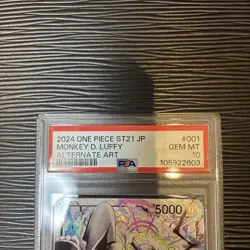 2024 ONE PIECE ST21 JP #001
MONKEY D. LUFFY GEM MT
ALTERNATE ART 10
PSA 105922603
5000